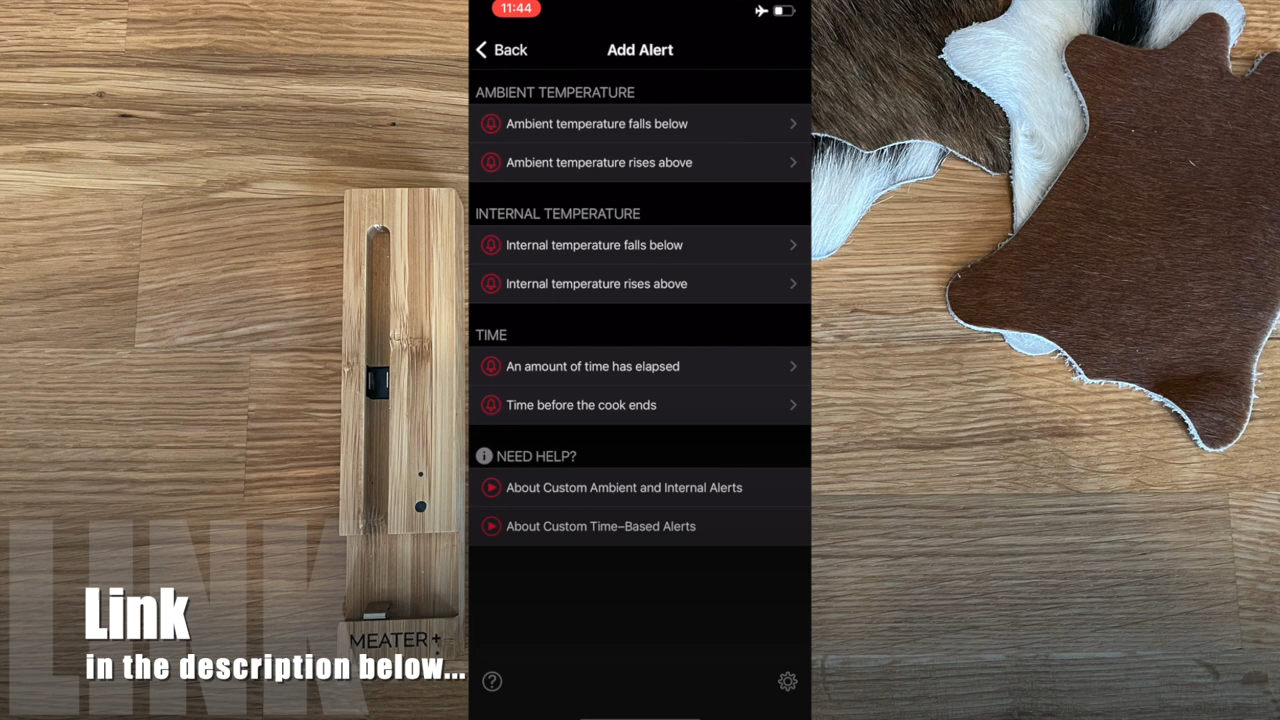 11:44
Back
Add Alert
AMBIENT TEMPERATURE
Ambient temperature falls below
Ambient temperature rises above
INTERNAL TEMPERATURE
Internal temperature falls below
Internal temperature rises above
TIME
An amount of time has elapsed
Time before the cook ends
NEED HELP?
About Custom Ambient and Internal Alerts
About Custom Time-Based Alerts
LINK
Link
in the description below...
MEATER+